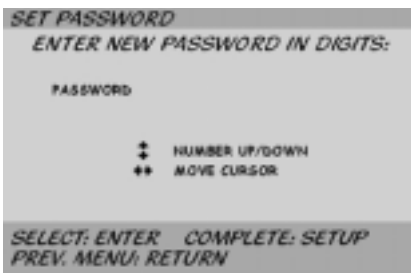 SET PASSWORD
ENTER NEW PASSWORD IN DIGITS:
PASSWORD
NUMBER UP/DOWN
MOVE CURSOR
SELECT: ENTER COMPLETE: SETUP
PREV. MENU: RETURN